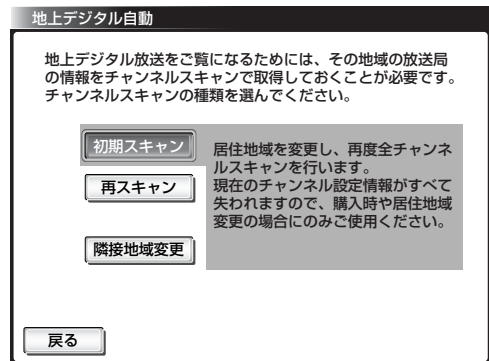 地上デジタル自動
地上デジタル放送をご覧になるためには、その地域の放送局
の情報をチャンネルスキャンで取得しておくことが必要です。
チャンネルスキャンの種類を選んでください。
初期スキャン
再スキャン
隣接地域変更
居住地域を変更し、再度全チャンネ
ルスキャンを行います。
現在のチャンネル設定情報がすべて
失われますので、購入時や居住地域
変更の場合にのみご使用ください。
戻る